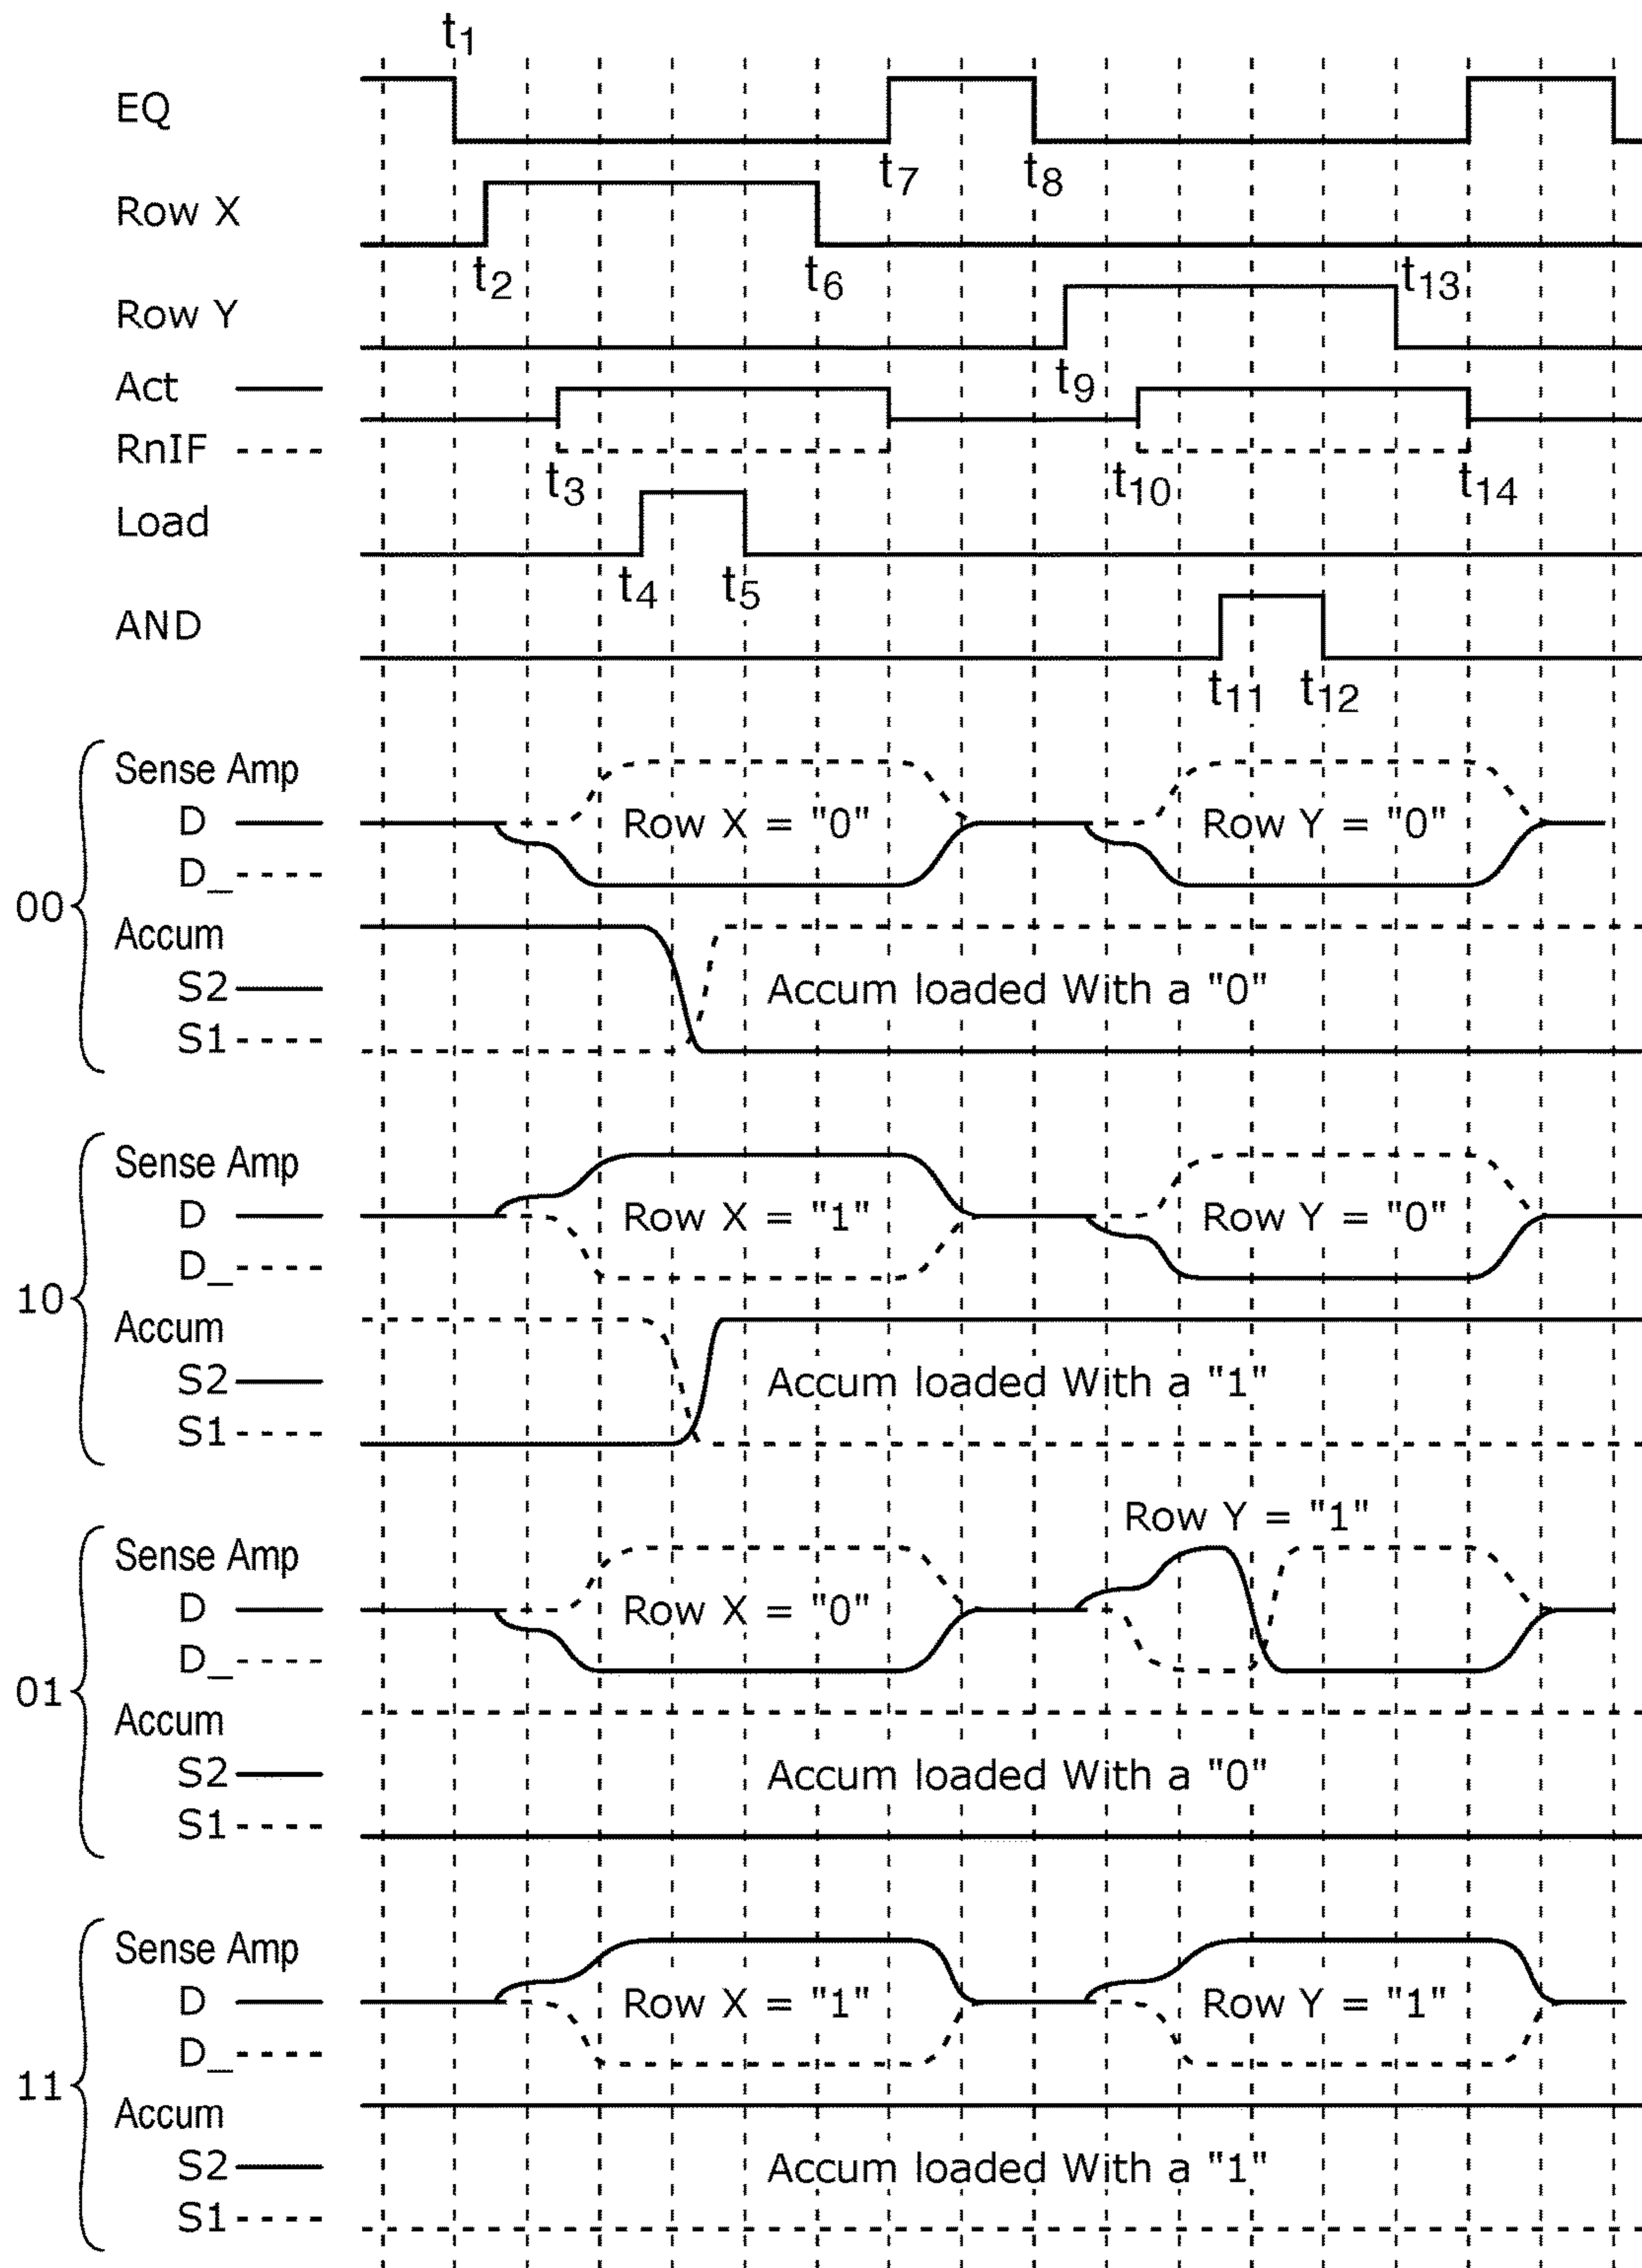 t1
EQ
t7 t8
Row X
t2 t6 t13
Row Y
t9
Act
RnIF
t3 t10 t14
Load
t4 t5
AND
t11 t12
00
Sense Amp
D Row X = "0" Row Y = "0"
D_
Accum
S2 Accum loaded With a "0"
S1
10
Sense Amp
D Row X = "1" Row Y = "0"
D_
Accum
S2 Accum loaded With a "1"
S1
01
Row Y = "1"
Sense Amp
D Row X = "0"
D_
Accum
S2 Accum loaded With a "0"
S1
11
Sense Amp
D Row X = "1" Row Y = "1"
D_
Accum
S2 Accum loaded With a "1"
S1